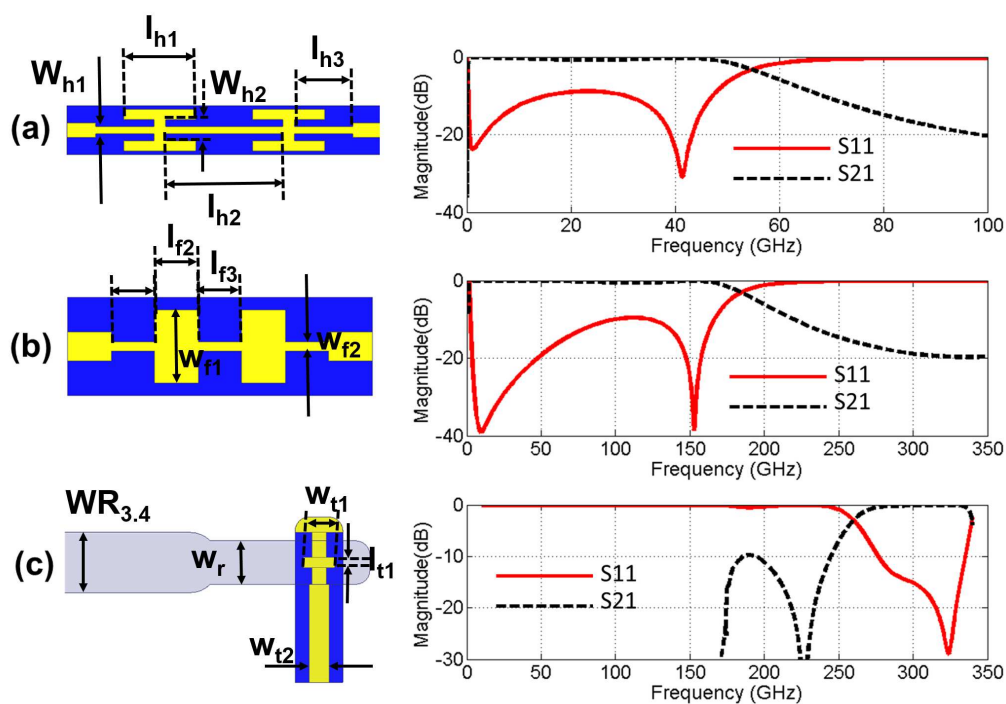 (a)
W_h1
l_h1
W_h2
l_h3
l_h2
Magnitude(dB)
0
-20
-40
S11
S21
0 20 40 60 80 100
Frequency (GHz)
(b)
l_f2
l_f3
w_f1
w_f2
Magnitude(dB)
0
-20
-40
S11
S21
0 50 100 150 200 250 300 350
Frequency (GHz)
(c)
WR_3.4
w_r
w_t1
l_t1
w_t2
Magnitude(dB)
0
-10
-20
-30
S11
S21
0 50 100 150 200 250 300 350
Frequency (GHz)